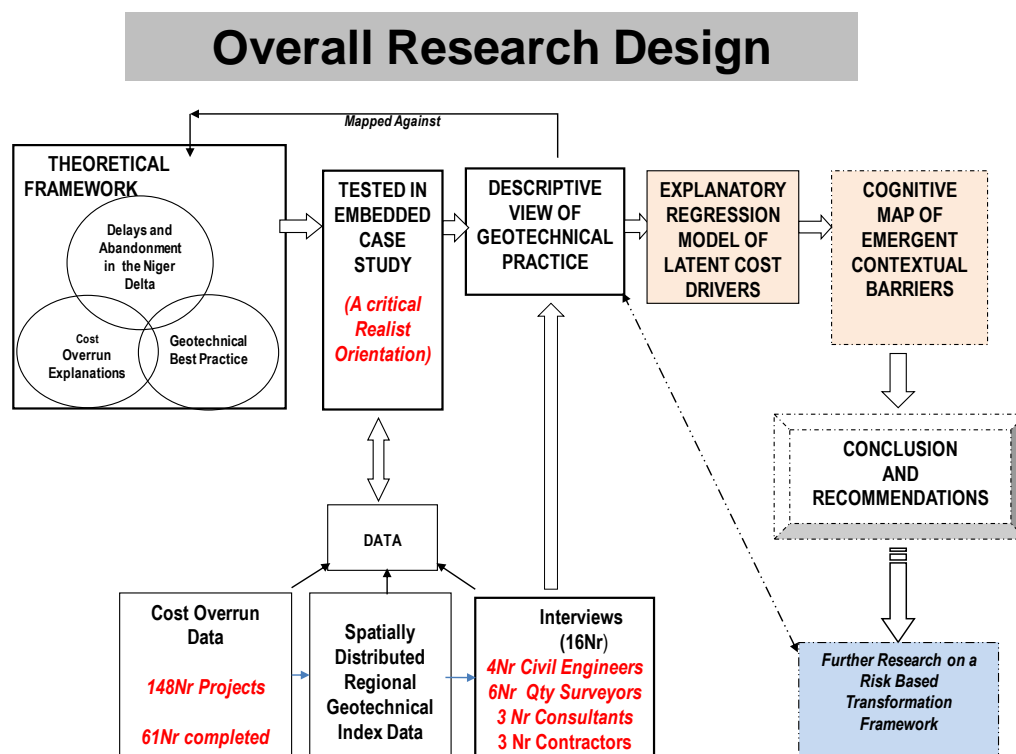 Overall Research Design
Mapped Against
THEORETICAL
FRAMEWORK
Delays and
Abandonment
in the Niger
Delta
Cost
Overrun
Explanations
Geotechnical
Best Practice
TESTED IN
EMBEDDED
CASE
STUDY
(A critical
Realist
Orientation)
DESCRIPTIVE
VIEW OF
GEOTECHNICAL
PRACTICE
EXPLANATORY
REGRESSION
MODEL OF
LATENT COST
DRIVERS
COGNITIVE
MAP OF
EMERGENT
CONTEXTUAL
BARRIERS
CONCLUSION
AND
RECOMMENDATIONS
DATA
Cost Overrun
Data
148Nr Projects
61Nr completed
Spatially
Distributed
Regional
Geotechnical
Index Data
Interviews
(16Nr)
4Nr Civil Engineers
6Nr Qty Surveyors
3 Nr Consultants
3 Nr Contractors
Further Research on a
Risk Based
Transformation
Framework